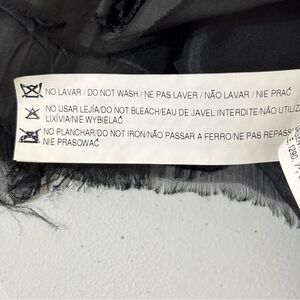 NO LAVAR / DO NOT WASH / NE PAS LAVER / NÃO LAVAR / NIE PRAĆ
NO USAR LEJÍA/DO NOT BLEACH/EAU DE JAVEL INTERDITE/NÃO UTILIZ
LIXÍVIA/NIE WYBIELAĆ
NO PLANCHAR/DO NOT IRON/NÃO PASSAR A FERRO/NE PAS REPASS
NIE PRASOWAĆ